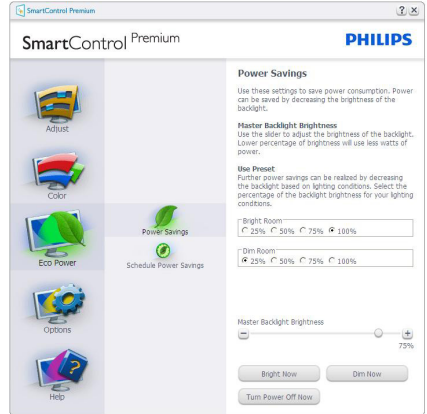 SmartControl Premium
? ×
SmartControl Premium
PHILIPS
Adjust
Color
Eco Power
Options
Help
Power Savings
Schedule Power Savings
Power Savings
Use these settings to save power consumption. Power
can be saved by decreasing the brightness of the
backlight.
Master Backlight Brightness
Use the slider to adjust the brightness of the backlight.
Lower percentage of brightness will use less watts of
power.
Use Preset
Further power savings can be realized by decreasing
the backlight based on lighting conditions. Select the
percentage of the backlight brightness for your lighting
conditions.
Bright Room
25% 50% 75% 100%
Dim Room
25% 50% 75% 100%
Master Backlight Brightness
75%
Bright Now Dim Now
Turn Power Off Now